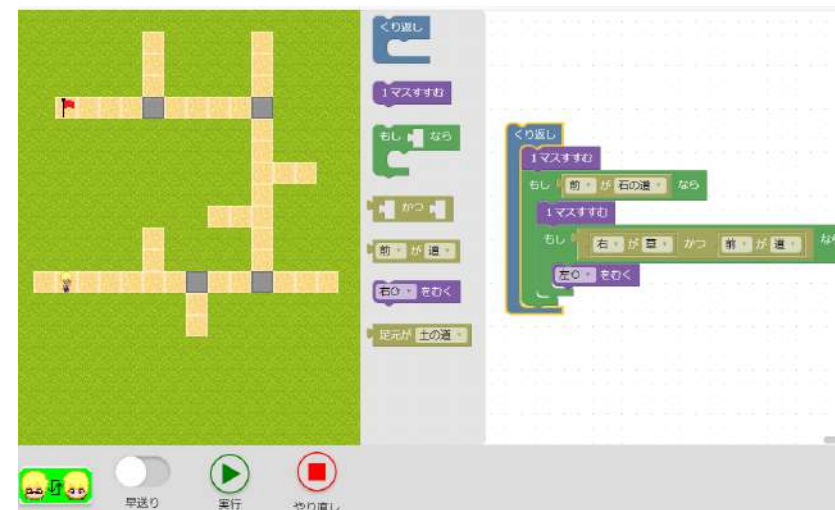 くり返し
1マスすすむ
もし なら
かつ
前 が 道
右 をむく
足元が 土の道
くり返し
1マスすすむ
もし 前 が 石の道 なら
1マスすすむ
もし 右 が 草 かつ 前 が 道 なら
左 をむく
早送り
実行
やり直し